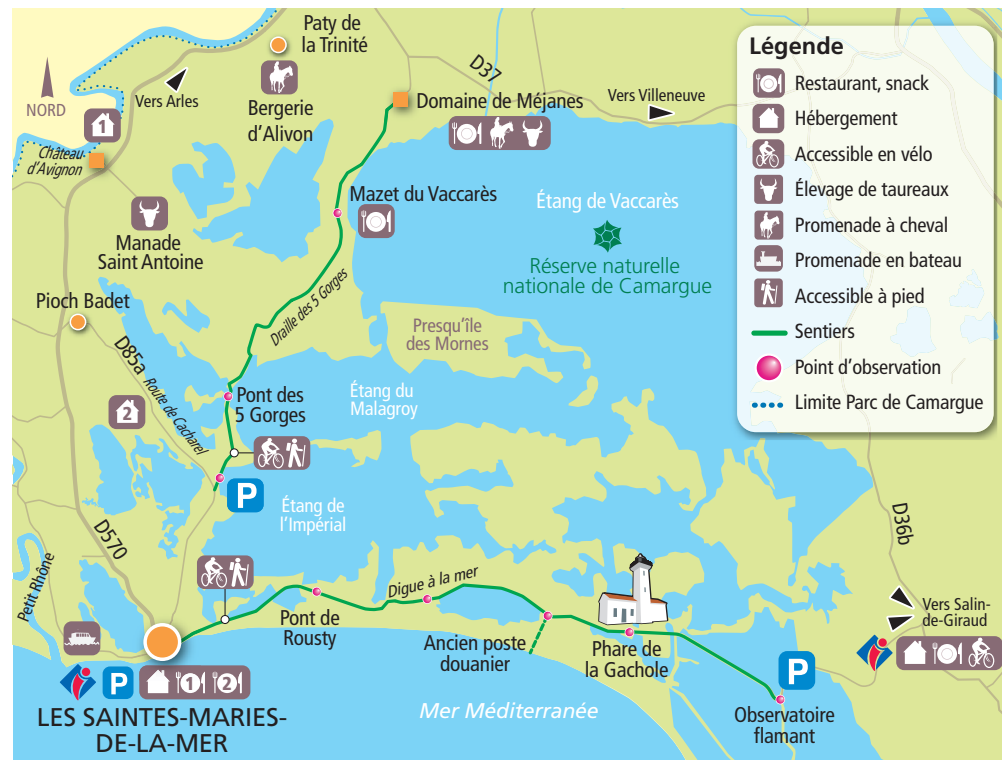 Paty de
la Trinité
NORD
Vers Arles
D37
Bergerie
d'Alivon
Domaine de Méjanes
Vers Villeneuve
1
Château
d'Avignon
Mazet du Vaccarès
Étang de Vaccarès
Réserve naturelle
nationale de Camargue
Manade
Saint Antoine
Pioch Badet
Draille des 5 Gorges
Presqu'île
des Mornes
D85a
Route de Cacharel
Pont des
5 Gorges
Étang du
Malagroy
2
P
Étang de
l'Impérial
D570
D36b
Petit Rhône
Digue à la mer
Pont de
Rousty
Ancien poste
douanier
Phare de
la Gachole
Vers Salin-
de-Giraud
P
P
1
2
LES SAINTES-MARIES-
DE-LA-MER
Mer Méditerranée
Observatoire
flamant
Légende
Restaurant, snack
Hébergement
Accessible en vélo
Élevage de taureaux
Promenade à cheval
Promenade en bateau
Accessible à pied
Sentiers
Point d'observation
Limite Parc de Camargue